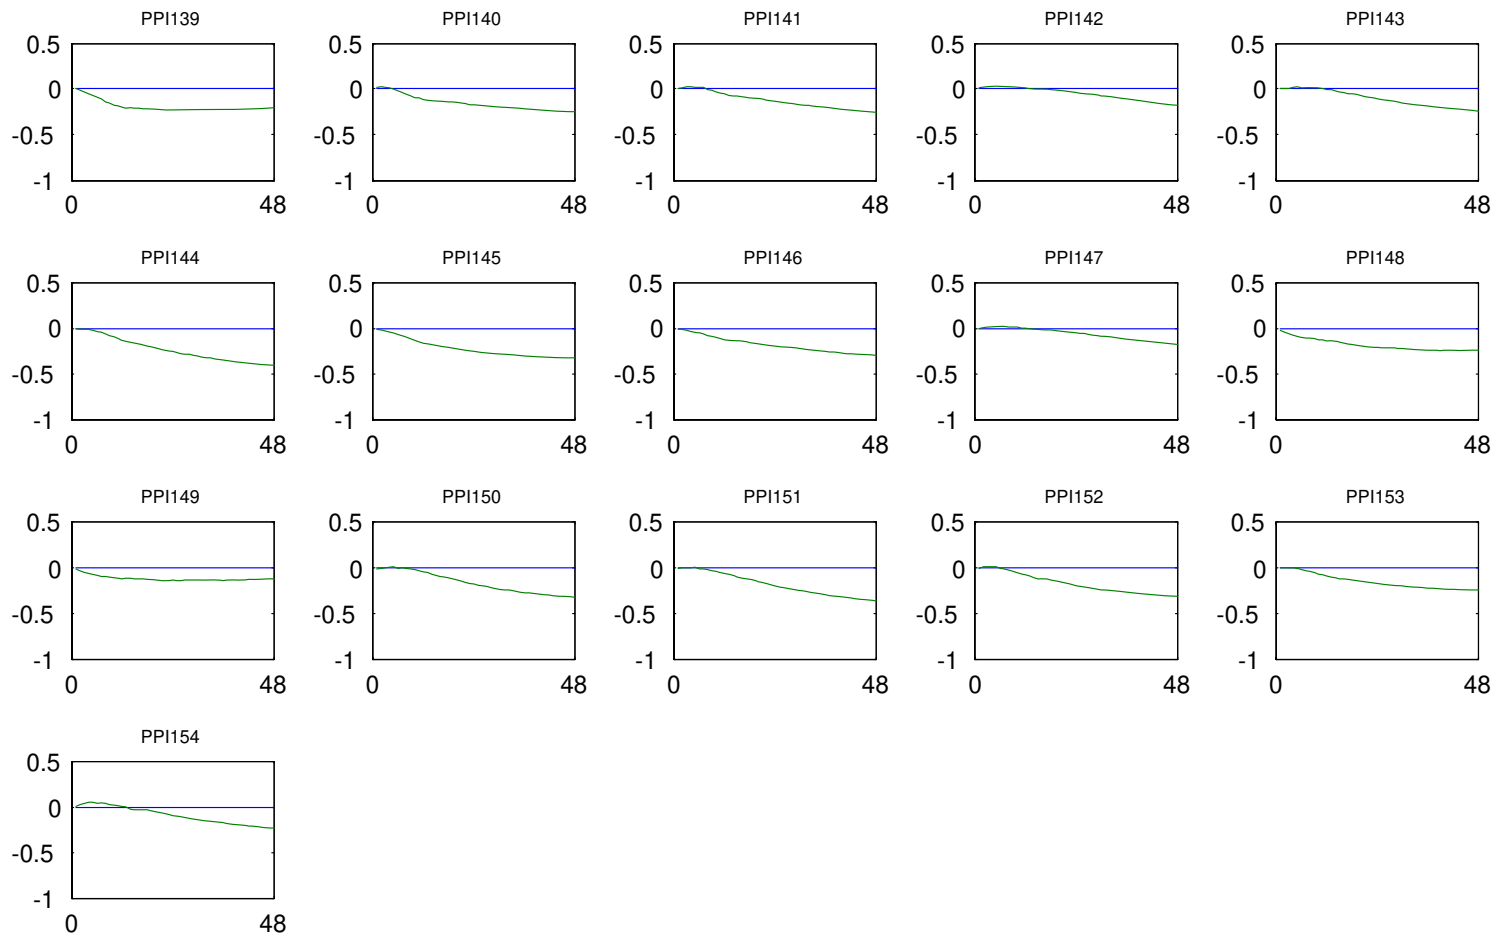 PPI139 PPI140 PPI141 PPI142 PPI143
0.5 0.5 0.5 0.5 0.5
0 0 0 0 0
-0.5 -0.5 -0.5 -0.5 -0.5
-1 -1 -1 -1 -1
0 48 0 48 0 48 0 48 0 48
PPI144 PPI145 PPI146 PPI147 PPI148
0.5 0.5 0.5 0.5 0.5
0 0 0 0 0
-0.5 -0.5 -0.5 -0.5 -0.5
-1 -1 -1 -1 -1
0 48 0 48 0 48 0 48 0 48
PPI149 PPI150 PPI151 PPI152 PPI153
0.5 0.5 0.5 0.5 0.5
0 0 0 0 0
-0.5 -0.5 -0.5 -0.5 -0.5
-1 -1 -1 -1 -1
0 48 0 48 0 48 0 48 0 48
PPI154
0.5
0
-0.5
-1
0 48